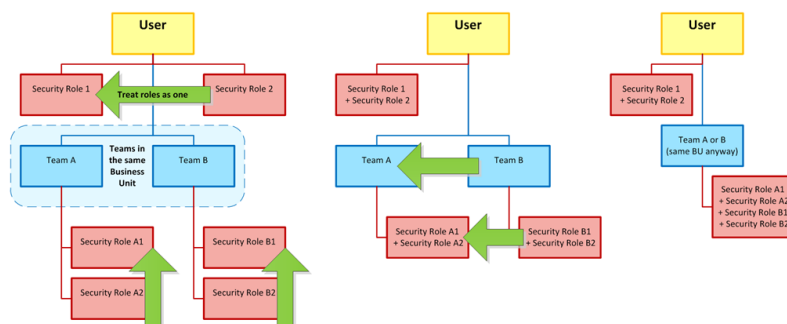 User
Security Role 1
Treat roles as one
Security Role 2
Team A
Teams in
the same
Business
Unit
Team B
Security Role A1
Security Role B1
Security Role A2
Security Role B2
User
Security Role 1
+ Security Role 2
Team A
Team B
Security Role A1
+ Security Role A2
Security Role B1
+ Security Role B2
User
Security Role 1
+ Security Role 2
Team A or B
(same BU anyway)
Security Role A1
+ Security Role A2
+ Security Role B1
+ Security Role B2